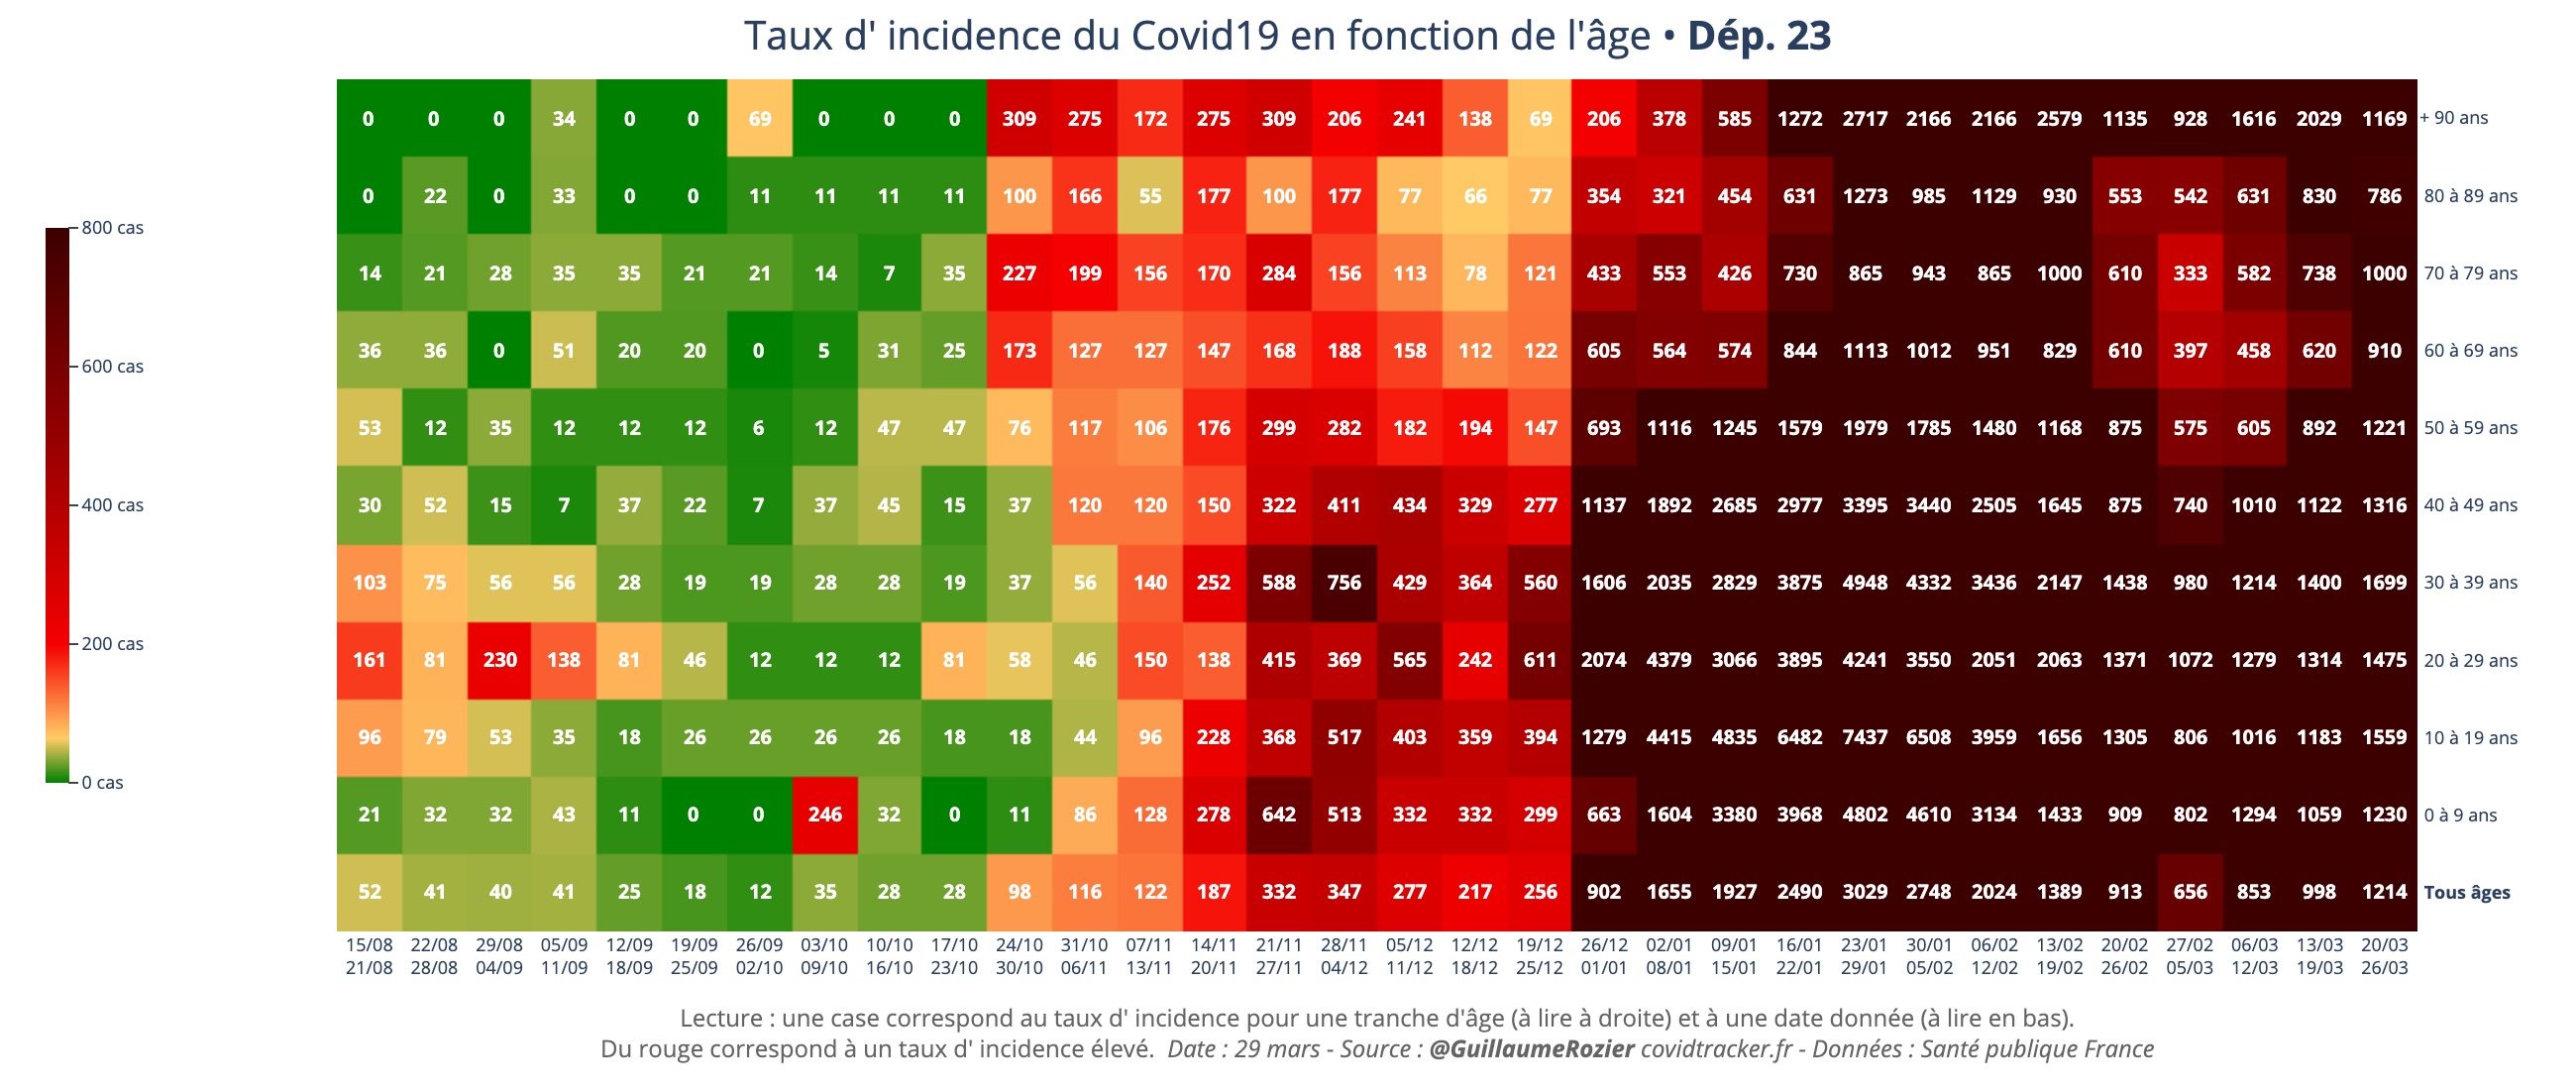 Taux d' incidence du Covid19 en fonction de l'âge • Dép. 23
0 0 0 34 0 0 69 0 0 0 309 275 172 275 309 206 241 138 69 206 378 585 1272 2717 2166 2166 2579 1135 928 1616 2029 1169 + 90 ans
0 22 0 33 0 0 11 11 11 11 100 166 55 177 100 177 77 66 77 354 321 454 631 1273 985 1129 930 553 542 631 830 786 80 à 89 ans
800 cas
14 21 28 35 35 21 21 14 7 35 227 199 156 170 284 156 113 78 121 433 553 426 730 865 943 865 1000 610 333 582 738 1000 70 à 79 ans
36 36 0 51 20 20 0 5 31 25 173 127 127 147 168 188 158 112 122 605 564 574 844 1113 1012 951 829 610 397 458 620 910 60 à 69 ans
600 cas
53 12 35 12 12 12 6 12 47 47 76 117 106 176 299 282 182 194 147 693 1116 1245 1579 1979 1785 1480 1168 875 575 605 892 1221 50 à 59 ans
400 cas
30 52 15 7 37 22 7 37 45 15 37 120 120 150 322 411 434 329 277 1137 1892 2685 2977 3395 3440 2505 1645 875 740 1010 1122 1316 40 à 49 ans
103 75 56 56 28 19 19 28 28 19 37 56 140 252 588 756 429 364 560 1606 2035 2829 3875 4948 4332 3436 2147 1438 980 1214 1400 1699 30 à 39 ans
200 cas
161 81 230 138 81 46 12 12 12 81 58 46 150 138 415 369 565 242 611 2074 4379 3066 3895 4241 3550 2051 2063 1371 1072 1279 1314 1475 20 à 29 ans
96 79 53 35 18 26 26 26 26 18 18 44 96 228 368 517 403 359 394 1279 4415 4835 6482 7437 6508 3959 1656 1305 806 1016 1183 1559 10 à 19 ans
0 cas
21 32 32 43 11 0 0 246 32 0 11 86 128 278 642 513 332 332 299 663 1604 3380 3968 4802 4610 3134 1433 909 802 1294 1059 1230 0 à 9 ans
52 41 40 41 25 18 12 35 28 28 98 116 122 187 332 347 277 217 256 902 1655 1927 2490 3029 2748 2024 1389 913 656 853 998 1214 Tous âges
15/08 22/08 29/08 05/09 12/09 19/09 26/09 03/10 10/10 17/10 24/10 31/10 07/11 14/11 21/11 28/11 05/12 12/12 19/12 26/12 02/01 09/01 16/01 23/01 30/01 06/02 13/02 20/02 27/02 06/03 13/03 20/03
21/08 28/08 04/09 11/09 18/09 25/09 02/10 09/10 16/10 23/10 30/10 06/11 13/11 20/11 27/11 04/12 11/12 18/12 25/12 01/01 08/01 15/01 22/01 29/01 05/02 12/02 19/02 26/02 05/03 12/03 19/03 26/03
Lecture : une case correspond au taux d' incidence pour une tranche d'âge (à lire à droite) et à une date donnée (à lire en bas).
Du rouge correspond à un taux d' incidence élevé. Date : 29 mars - Source : @GuillaumeRozier covidtracker.fr - Données : Santé publique France